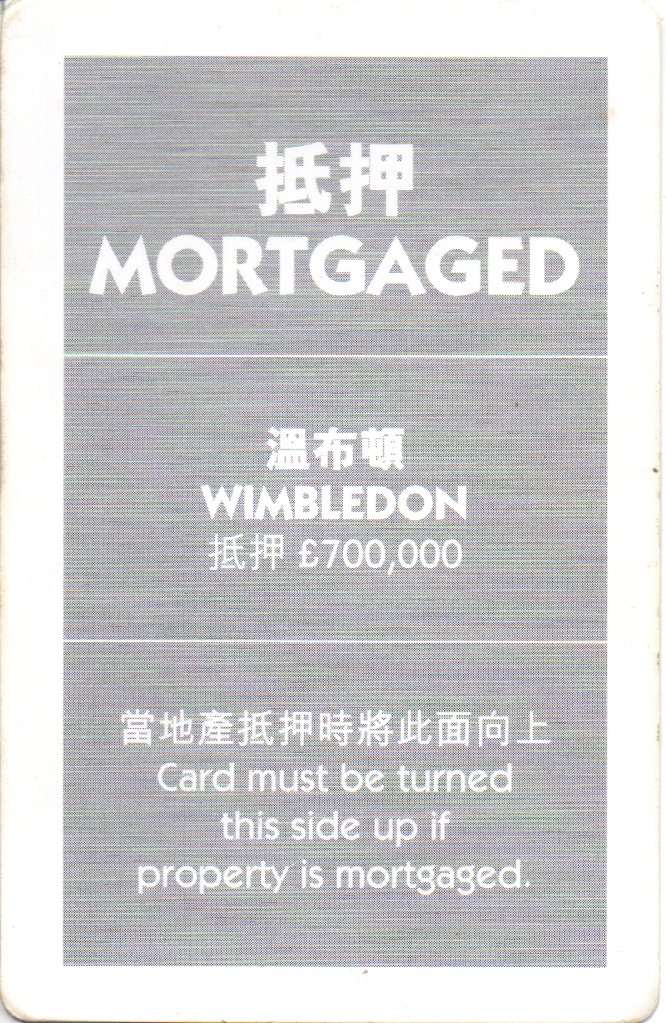 抵押
MORTGAGED
溫布頓
WIMBLEDON
抵押 £700,000
當地產抵押時將此面向上
Card must be turned
this side up if
property is mortgaged.